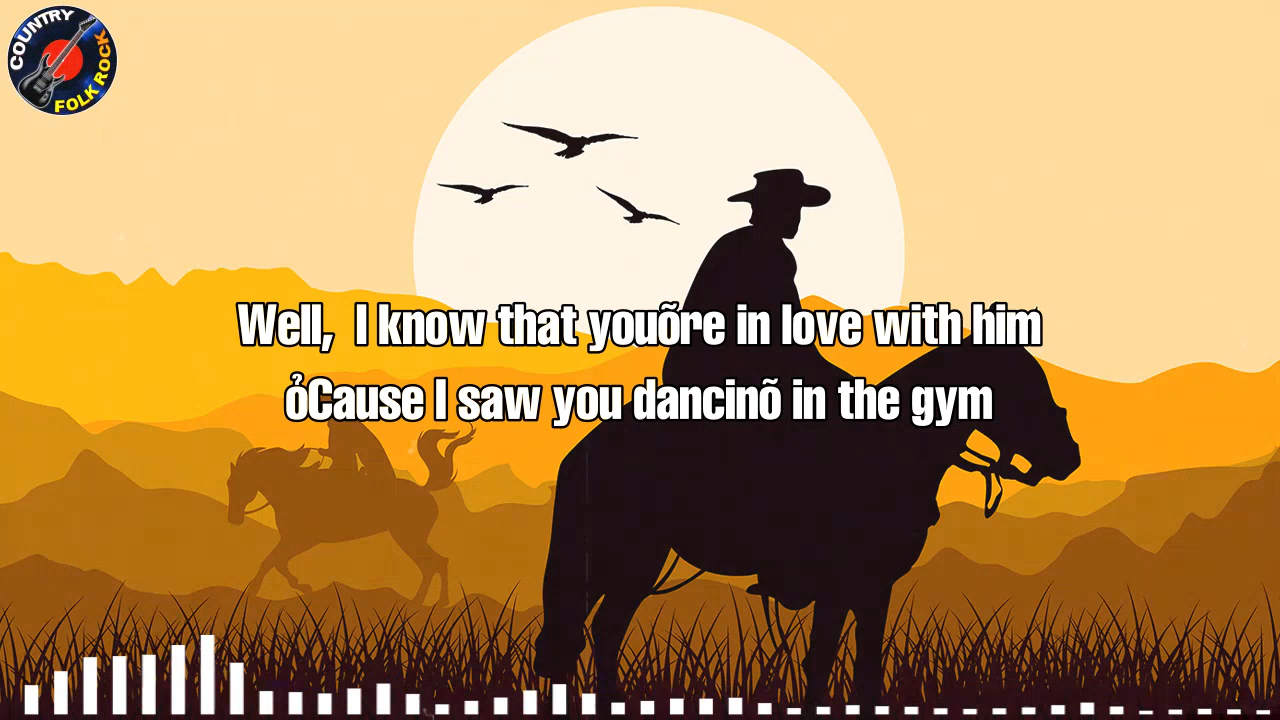 COUNTRY
FOLK ROCK
Well,  I know that youõre in love with him
ỏCause I saw you dancinõ in the gym